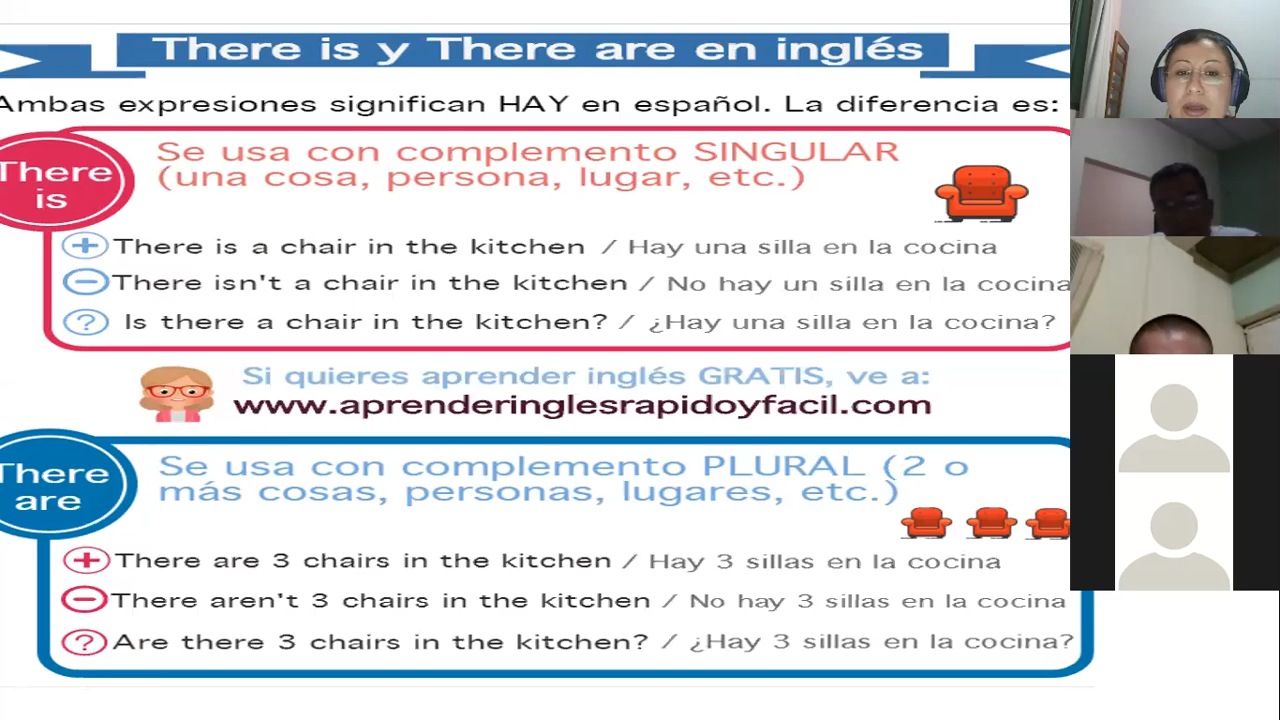 There is y There are en inglés
Ambas expresiones significan HAY en español. La diferencia es:
There
is
Se usa con complemento SINGULAR
(una cosa, persona, lugar, etc.)
+ There is a chair in the kitchen / Hay una silla en la cocina
− There isn't a chair in the kitchen / No hay un silla en la cocina
? Is there a chair in the kitchen? / ¿Hay una silla en la cocina?
Si quieres aprender inglés GRATIS, ve a:
www.aprenderinglesrapidoyfacil.com
There
are
Se usa con complemento PLURAL (2 o
más cosas, personas, lugares, etc.)
+ There are 3 chairs in the kitchen / Hay 3 sillas en la cocina
− There aren't 3 chairs in the kitchen / No hay 3 sillas en la cocina
? Are there 3 chairs in the kitchen? / ¿Hay 3 sillas en la cocina?